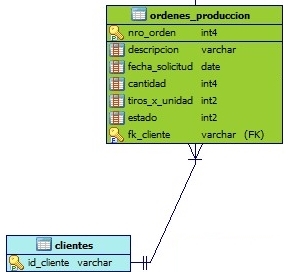 ordenes_produccion
nro_orden int4
descripcion varchar
fecha_solicitud date
cantidad int4
tiros_x_unidad int2
estado int2
fk_cliente varchar (FK)
clientes
id_cliente varchar